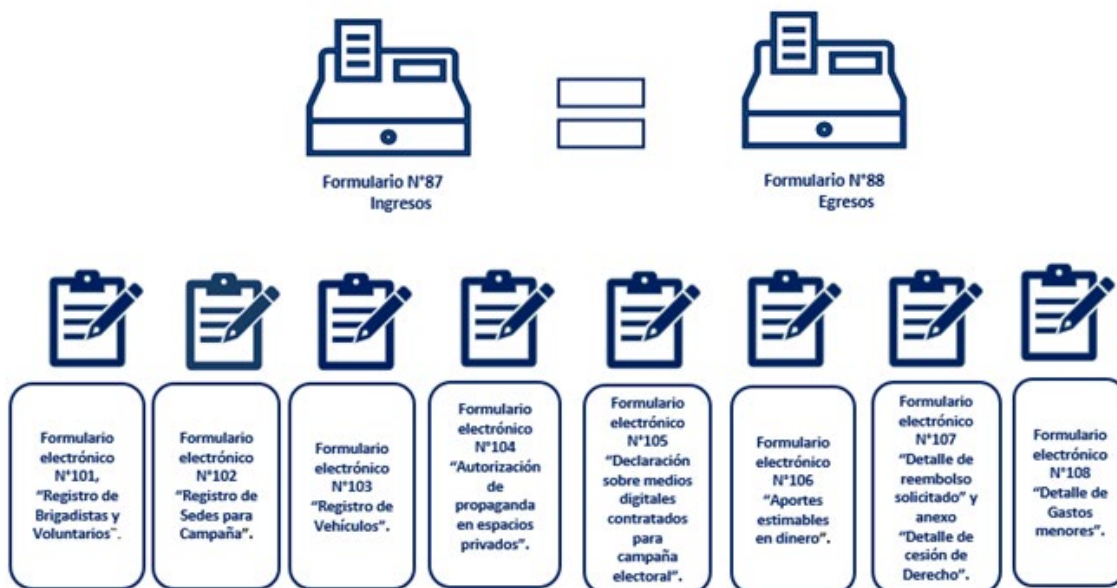 Formulario N°87
Ingresos
Formulario N°88
Egresos
Formulario
electrónico
N°101,
“Registro de
Brigadistas y
Voluntarios”.
Formulario
electrónico
N°102
“Registro de
Sedes para
Campaña”.
Formulario
electrónico
N°103
“Registro de
Vehículos”.
Formulario
electrónico
N°104
“Autorización
de
propaganda
en espacios
privados”.
Formulario
electrónico
N°105
“Declaración
sobre medios
digitales
contratados
para
campaña
electoral”.
Formulario
electrónico
N°106
“Aportes
estimables
en dinero”.
Formulario
electrónico
N°107
“Detalle de
reembolso
solicitado” y
anexo
“Detalle de
cesión de
Derecho”.
Formulario
electrónico
N°108
“Detalle de
Gastos
menores”.